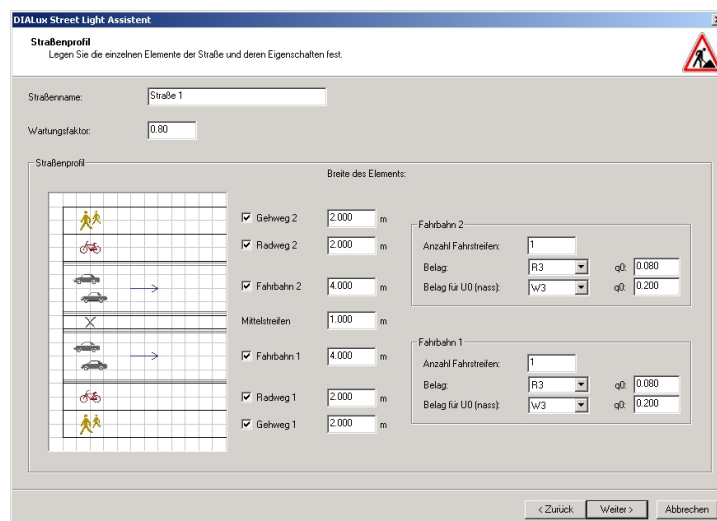 DIALux Street Light Assistent
Straßenprofil
Legen Sie die einzelnen Elemente der Straße und deren Eigenschaften fest.
Straßenname: Straße 1
Wartungsfaktor: 0.80
Straßenprofil
Breite des Elements:
Gehweg 2 2.000 m
Radweg 2 2.000 m
Fahrbahn 2 4.000 m
Mittelstreifen 1.000 m
Fahrbahn 1 4.000 m
Radweg 1 2.000 m
Gehweg 1 2.000 m
Fahrbahn 2
Anzahl Fahrstreifen: 1
Belag: R3 q0: 0.080
Belag für U0 (nass): W3 q0: 0.200
Fahrbahn 1
Anzahl Fahrstreifen: 1
Belag: R3 q0: 0.080
Belag für U0 (nass): W3 q0: 0.200
< Zurück Weiter > Abbrechen